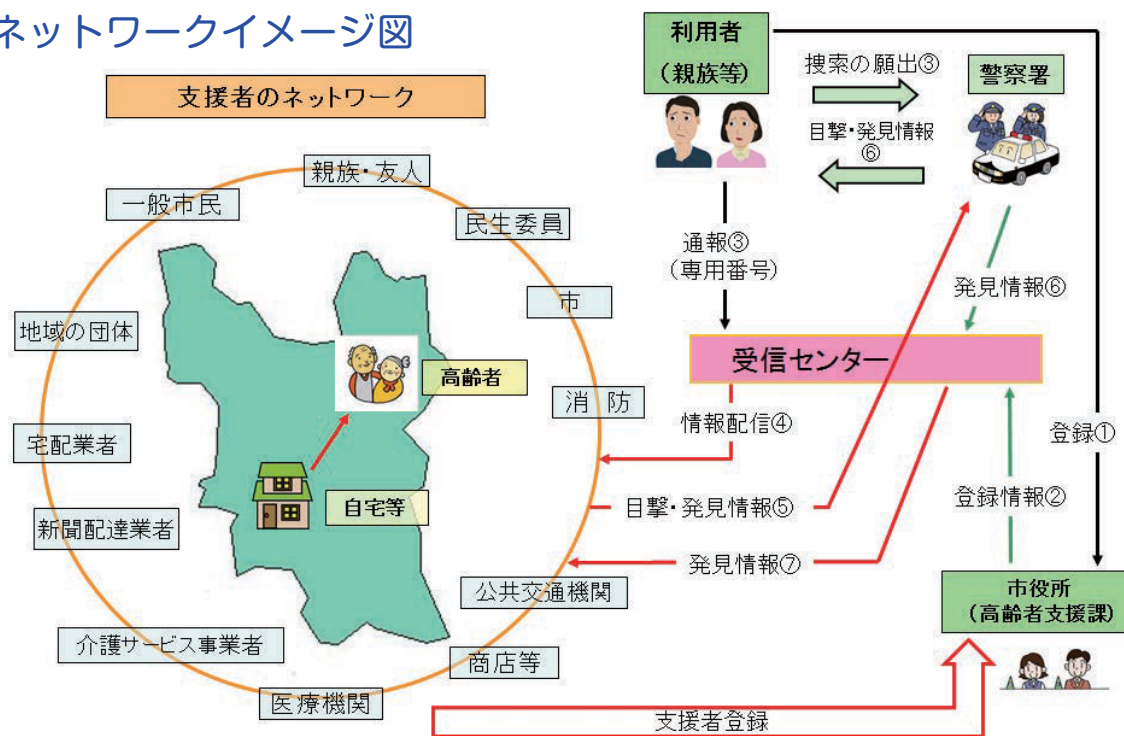 ネットワークイメージ図
支援者のネットワーク
親族・友人
一般市民
民生委員
市
地域の団体
高齢者
消 防
宅配業者
自宅等
新聞配達業者
公共交通機関
介護サービス事業者
商店等
医療機関
利用者
（親族等）
捜索の願出③
警察署
目撃・発見情報
⑥
通報③
（専用番号）
発見情報⑥
受信センター
情報配信④
登録①
目撃・発見情報⑤
登録情報②
発見情報⑦
市役所
（高齢者支援課）
支援者登録